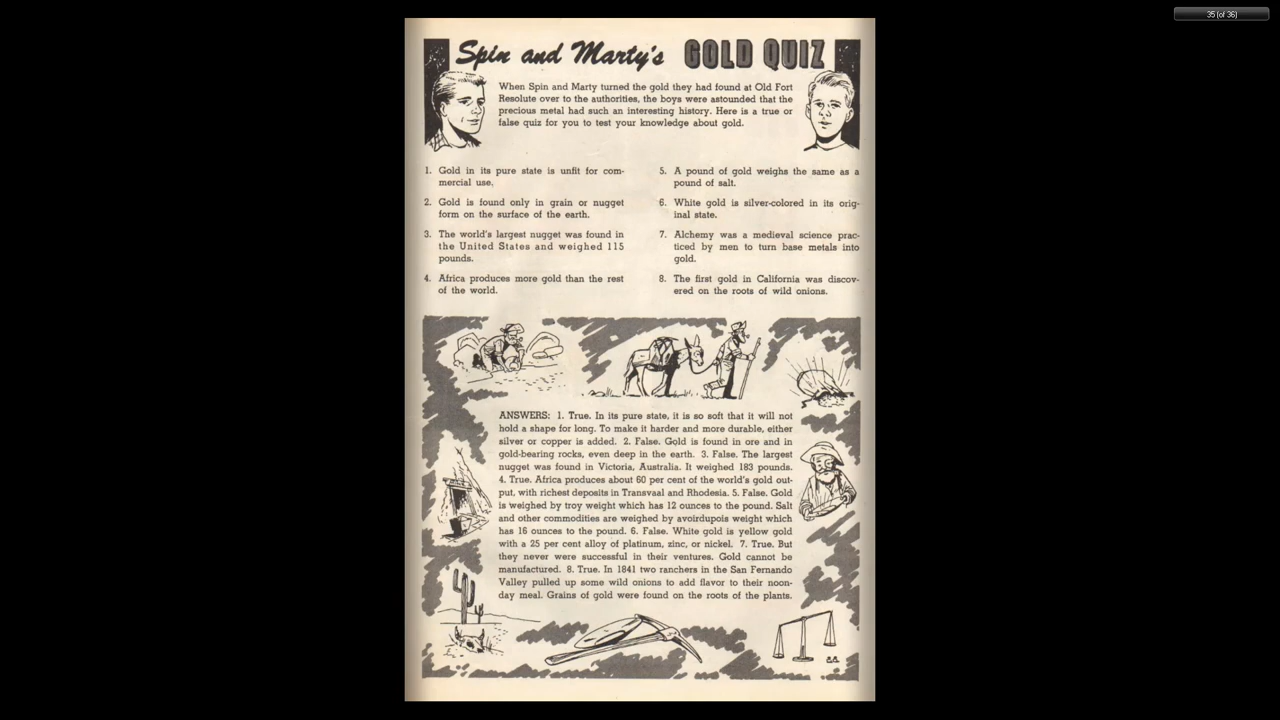 35 (of 36)
Spin and Marty's GOLD QUIZ
When Spin and Marty turned the gold they had found at Old Fort
Resolute over to the authorities, the boys were astounded that the
precious metal had such an interesting history. Here is a true or
false quiz for you to test your knowledge about gold.
1. Gold in its pure state is unfit for com-
mercial use.
2. Gold is found only in grain or nugget
form on the surface of the earth.
3. The world's largest nugget was found in
the United States and weighed 115
pounds.
4. Africa produces more gold than the rest
of the world.
5. A pound of gold weighs the same as a
pound of salt.
6. White gold is silver-colored in its orig-
inal state.
7. Alchemy was a medieval science prac-
ticed by men to turn base metals into
gold.
8. The first gold in California was discov-
ered on the roots of wild onions.
ANSWERS: 1. True. In its pure state, it is so soft that it will not
hold a shape for long. To make it harder and more durable, either
silver or copper is added. 2. False. Gold is found in ore and in
gold-bearing rocks, even deep in the earth. 3. False. The largest
nugget was found in Victoria, Australia. It weighed 183 pounds.
4. True. Africa produces about 60 per cent of the world's gold out-
put, with richest deposits in Transvaal and Rhodesia. 5. False. Gold
is weighed by troy weight which has 12 ounces to the pound. Salt
and other commodities are weighed by avoirdupois weight which
has 16 ounces to the pound. 6. False. White gold is yellow gold
with a 25 per cent alloy of platinum, zinc, or nickel. 7. True. But
they never were successful in their ventures. Gold cannot be
manufactured. 8. True. In 1841 two ranchers in the San Fernando
Valley pulled up some wild onions to add flavor to their noon-
day meal. Grains of gold were found on the roots of the plants.